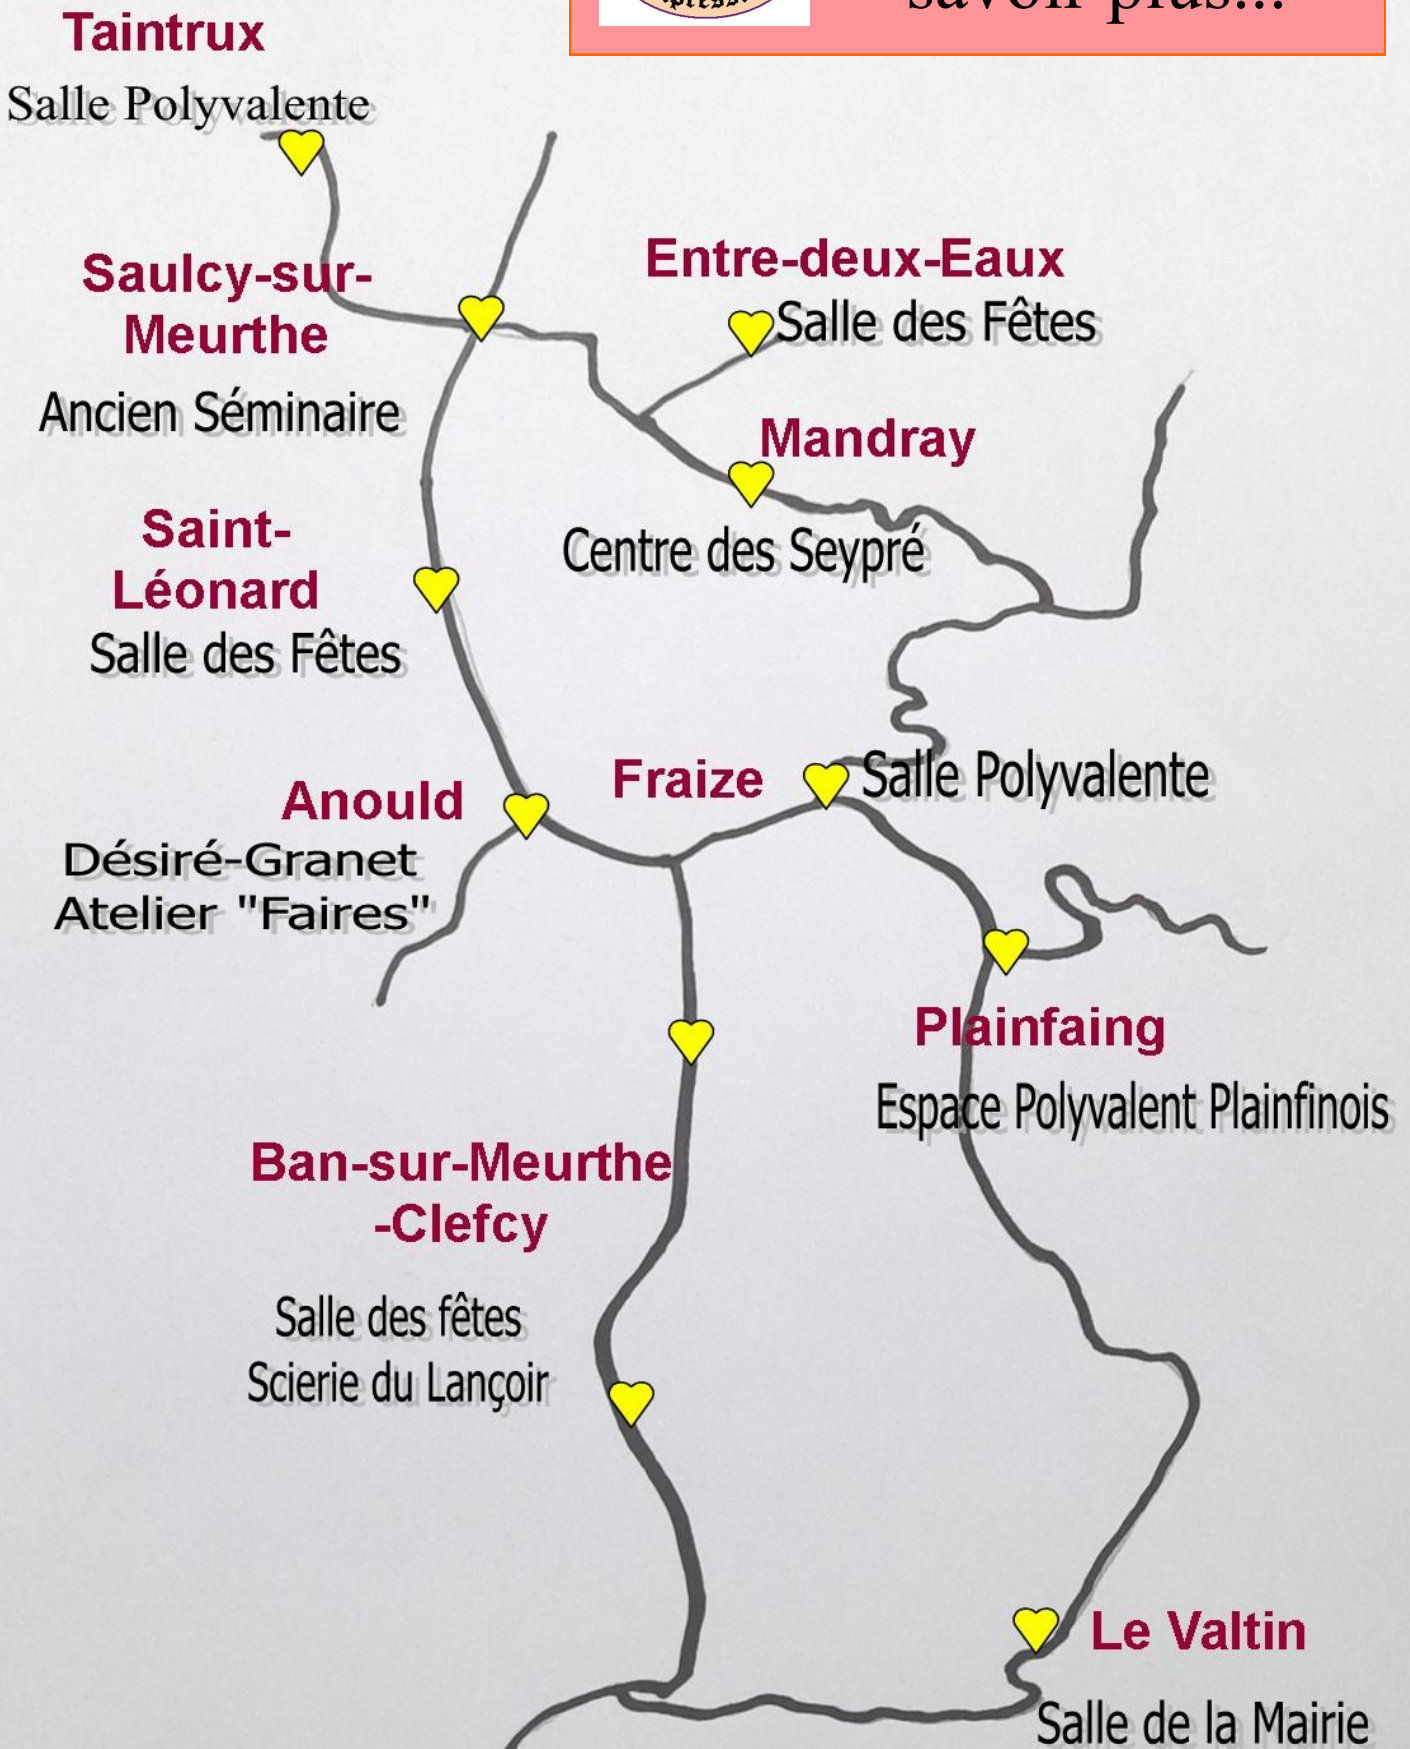 savoir plus...
Taintrux
Salle Polyvalente
Saulcy-sur-
Meurthe
Ancien Séminaire
Entre-deux-Eaux
Salle des Fêtes
Mandray
Centre des Seypré
Saint-
Léonard
Salle des Fêtes
Anould
Désiré-Granet
Atelier "Faires"
Fraize
Salle Polyvalente
Plainfaing
Espace Polyvalent Plainfinois
Ban-sur-Meurthe
-Clefcy
Salle des fêtes
Scierie du Lançoir
Le Valtin
Salle de la Mairie